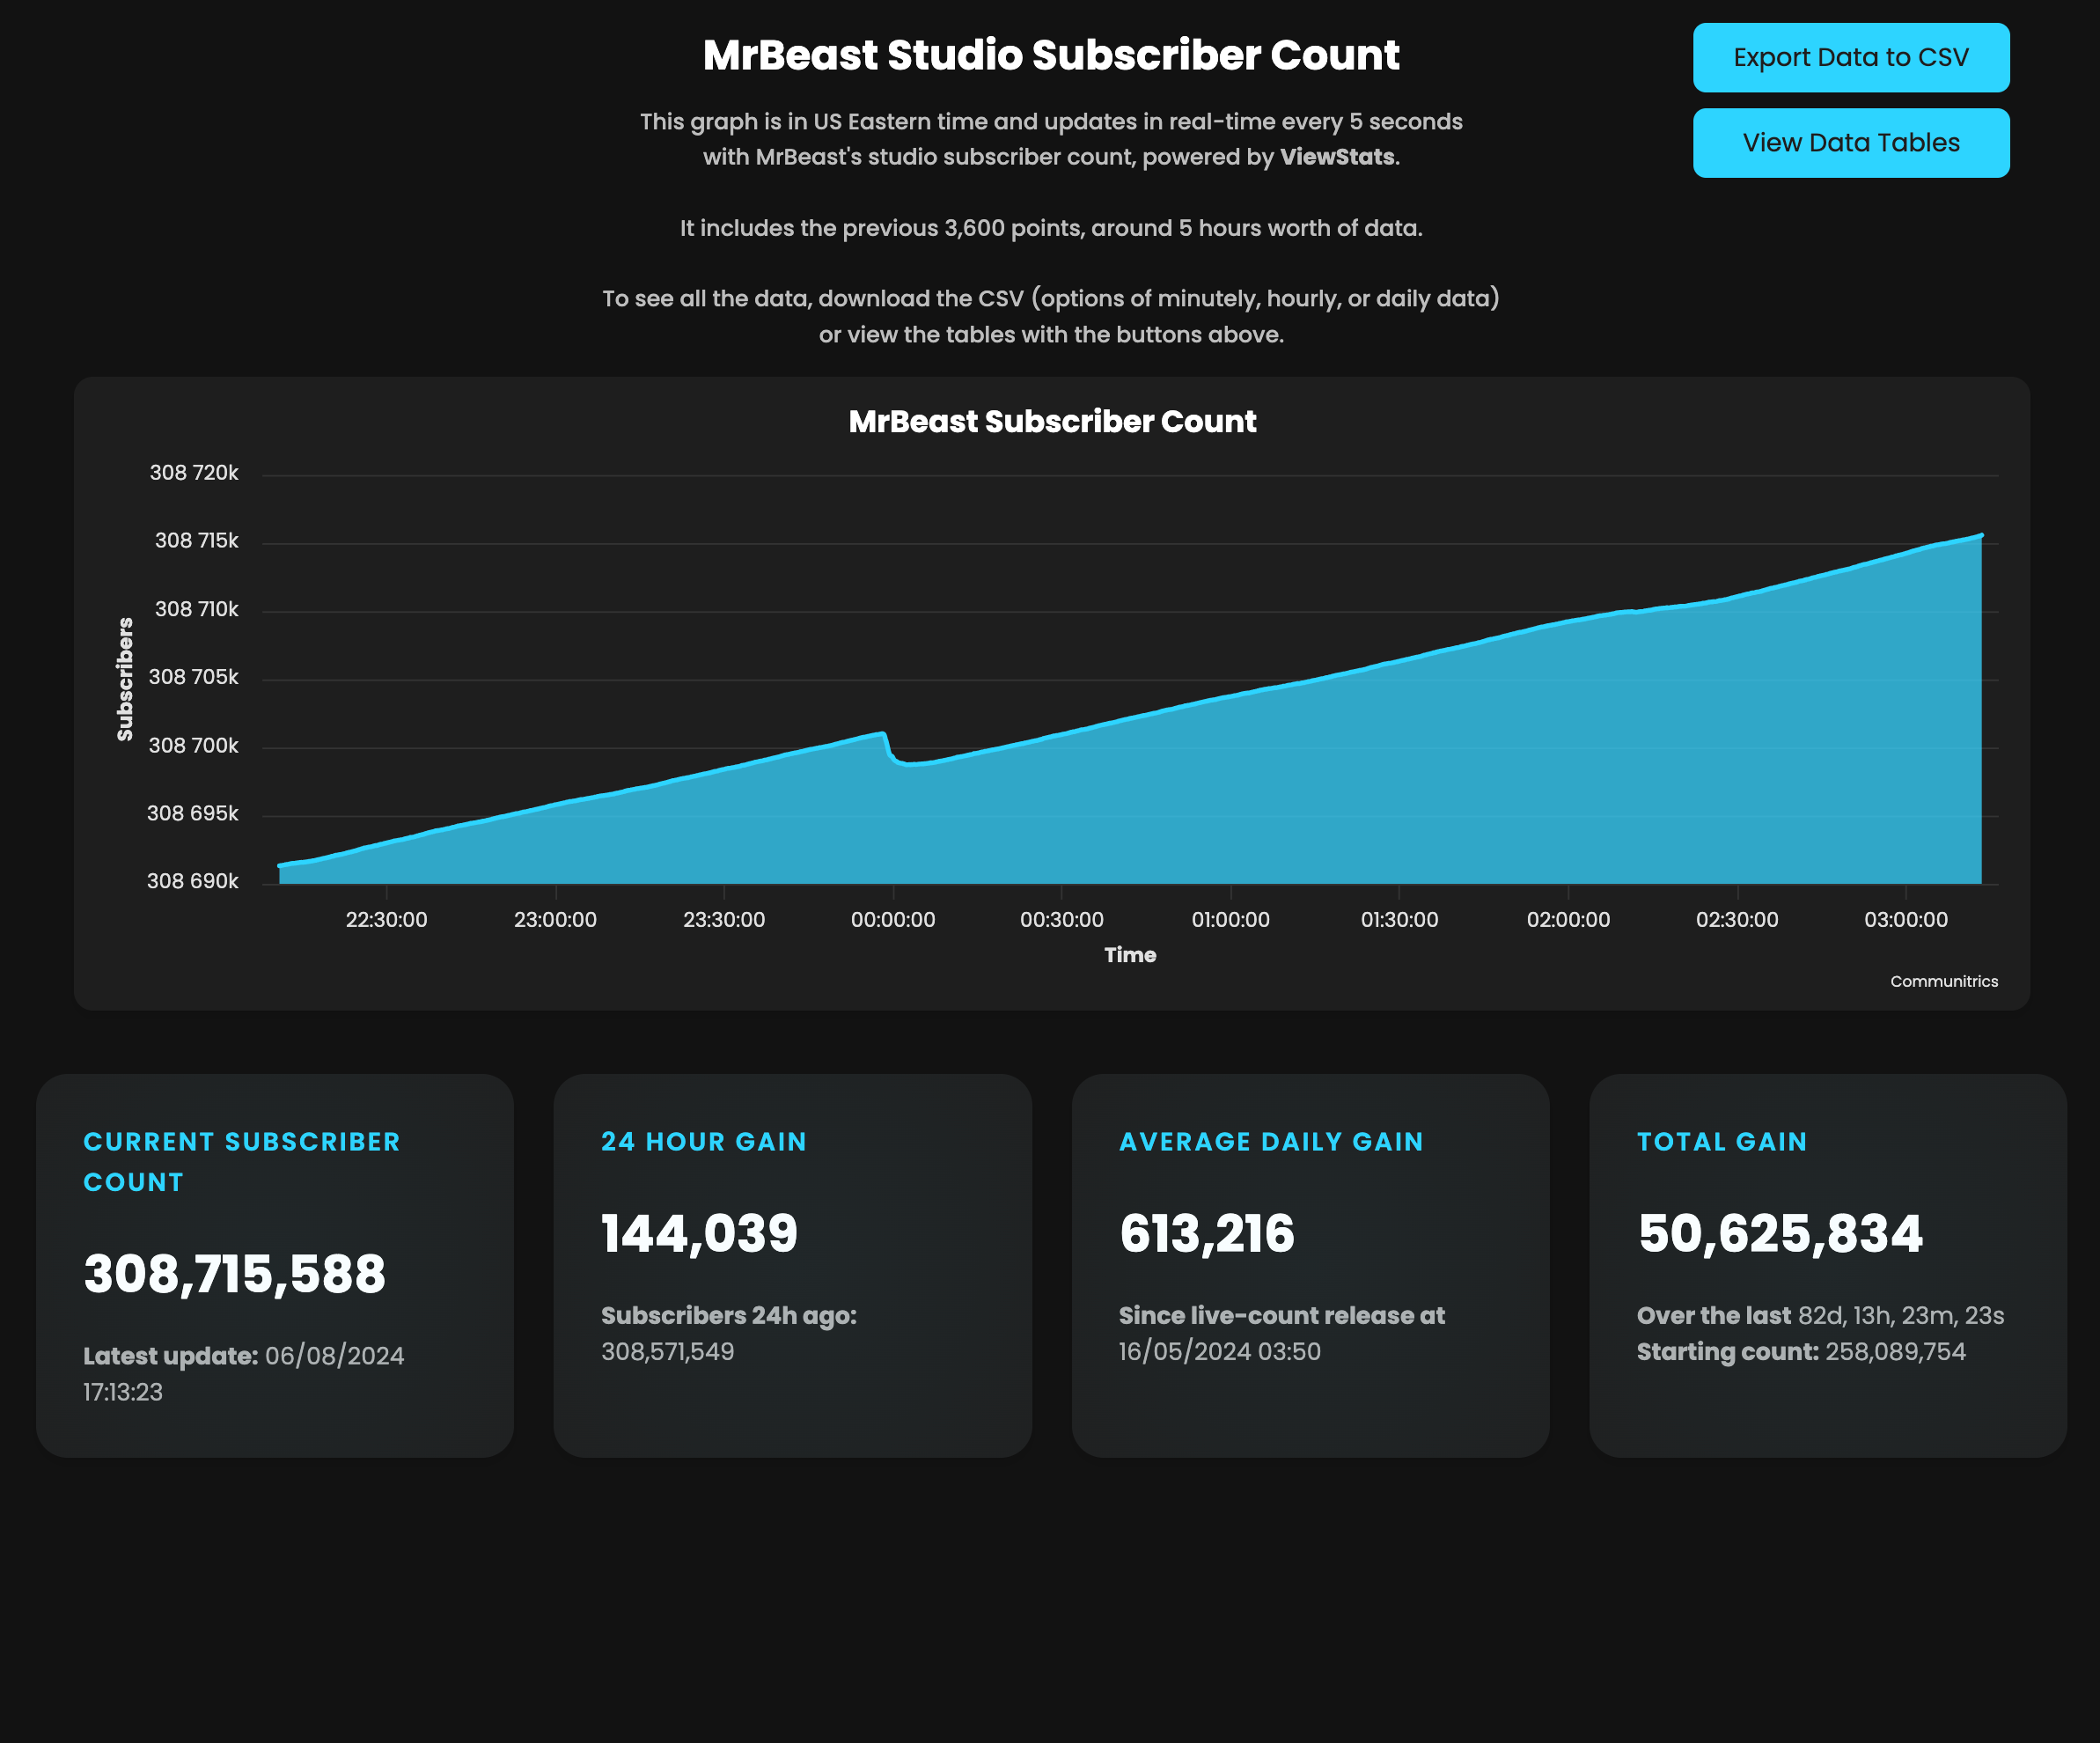 MrBeast Studio Subscriber Count
Export Data to CSV
View Data Tables
This graph is in US Eastern time and updates in real-time every 5 seconds
with MrBeast's studio subscriber count, powered by ViewStats.
It includes the previous 3,600 points, around 5 hours worth of data.
To see all the data, download the CSV (options of minutely, hourly, or daily data)
or view the tables with the buttons above.
MrBeast Subscriber Count
308 720k
308 715k
308 710k
308 705k
308 700k
308 695k
308 690k
Subscribers
22:30:00 23:00:00 23:30:00 00:00:00 00:30:00 01:00:00 01:30:00 02:00:00 02:30:00 03:00:00
Time
Communitrics
CURRENT SUBSCRIBER
COUNT
308,715,588
Latest update: 06/08/2024
17:13:23
24 HOUR GAIN
144,039
Subscribers 24h ago:
308,571,549
AVERAGE DAILY GAIN
613,216
Since live-count release at
16/05/2024 03:50
TOTAL GAIN
50,625,834
Over the last 82d, 13h, 23m, 23s
Starting count: 258,089,754